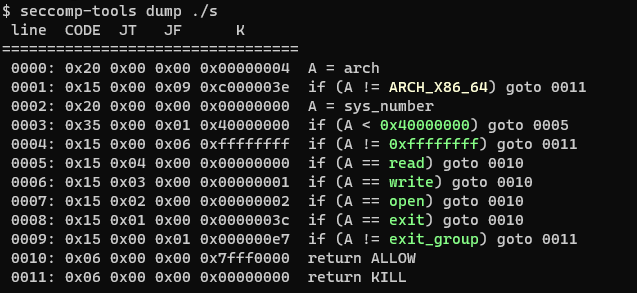 $ seccomp-tools dump ./s
line CODE JT JF K
=================================
0000: 0x20 0x00 0x00 0x00000004 A = arch
0001: 0x15 0x00 0x09 0xc000003e if (A != ARCH_X86_64) goto 0011
0002: 0x20 0x00 0x00 0x00000000 A = sys_number
0003: 0x35 0x00 0x01 0x40000000 if (A < 0x40000000) goto 0005
0004: 0x15 0x00 0x06 0xffffffff if (A != 0xffffffff) goto 0011
0005: 0x15 0x04 0x00 0x00000000 if (A == read) goto 0010
0006: 0x15 0x03 0x00 0x00000001 if (A == write) goto 0010
0007: 0x15 0x02 0x00 0x00000002 if (A == open) goto 0010
0008: 0x15 0x01 0x00 0x0000003c if (A == exit) goto 0010
0009: 0x15 0x00 0x01 0x000000e7 if (A != exit_group) goto 0011
0010: 0x06 0x00 0x00 0x7fff0000 return ALLOW
0011: 0x06 0x00 0x00 0x00000000 return KILL